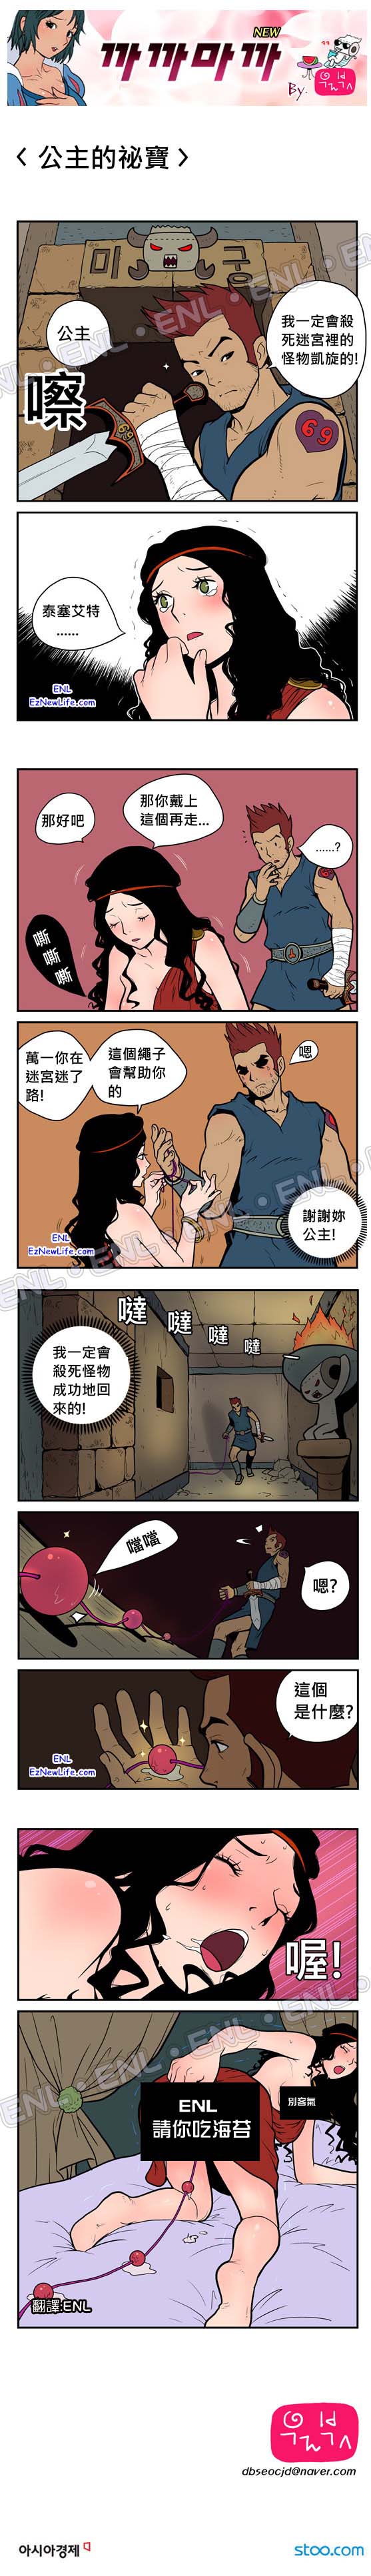 NEW
까까마까
By.
〈 公主的祕寶 〉
마궁
公主
我一定會殺
死迷宮裡的
怪物凱旋的!
嚓
69
69
泰塞艾特
......
ENL
EzNewLife.com
那好吧
那你戴上
這個再走...
......?
嘶
嘶
嘶
萬一你在
迷宮迷了
路!
這個繩子
會幫助你
的
嗯
ENL
EzNewLife.com
謝謝妳
公主!
噠 噠 噠 噠
我一定會
殺死怪物
成功地回
來的!
噹噹
嗯?
這個
是什麼?
ENL
EzNewLife.com
喔!
ENL
請你吃海苔
別客氣
翻譯:ENL
dbseocjd@naver.com
아시아경제
stoo.com